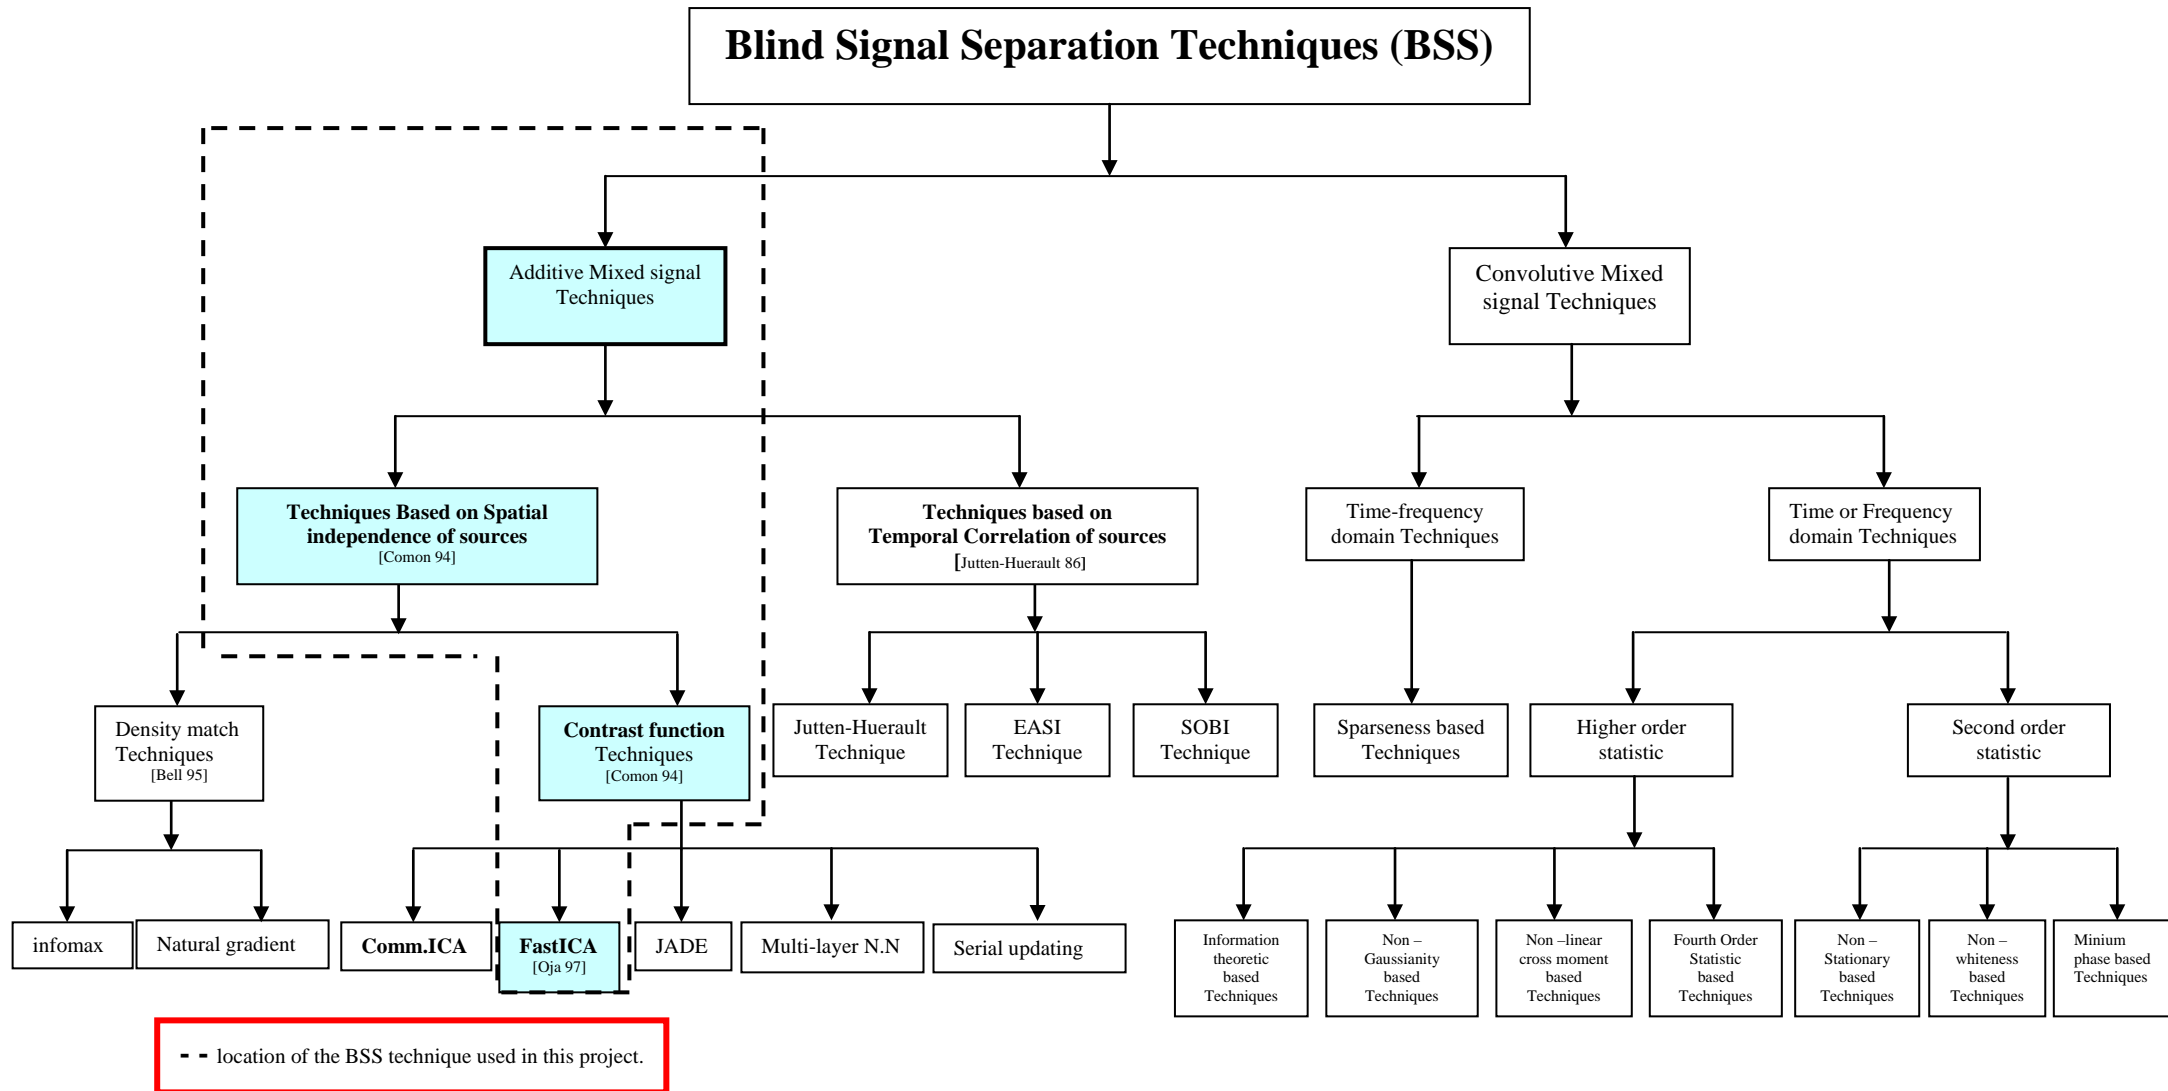 Blind Signal Separation Techniques (BSS)
Additive Mixed signal
Techniques
Convolutive Mixed
signal Techniques
Techniques Based on Spatial
independence of sources
[Comon 94]
Techniques based on
Temporal Correlation of sources
[Jutten-Huerault 86]
Time-frequency
domain Techniques
Time or Frequency
domain Techniques
Density match
Techniques
[Bell 95]
Contrast function
Techniques
[Comon 94]
Jutten-Huerault
Technique
EASI
Technique
SOBI
Technique
Sparseness based
Techniques
Higher order
statistic
Second order
statistic
infomax
Natural gradient
Comm.ICA
FastICA
[Oja 97]
JADE
Multi-layer N.N
Serial updating
Information
theoretic
based
Techniques
Non –
Gaussianity
based
Techniques
Non –linear
cross moment
based
Techniques
Fourth Order
Statistic
based
Techniques
Non –
Stationary
based
Techniques
Non –
whiteness
based
Techniques
Minium
phase based
Techniques
location of the BSS technique used in this project.